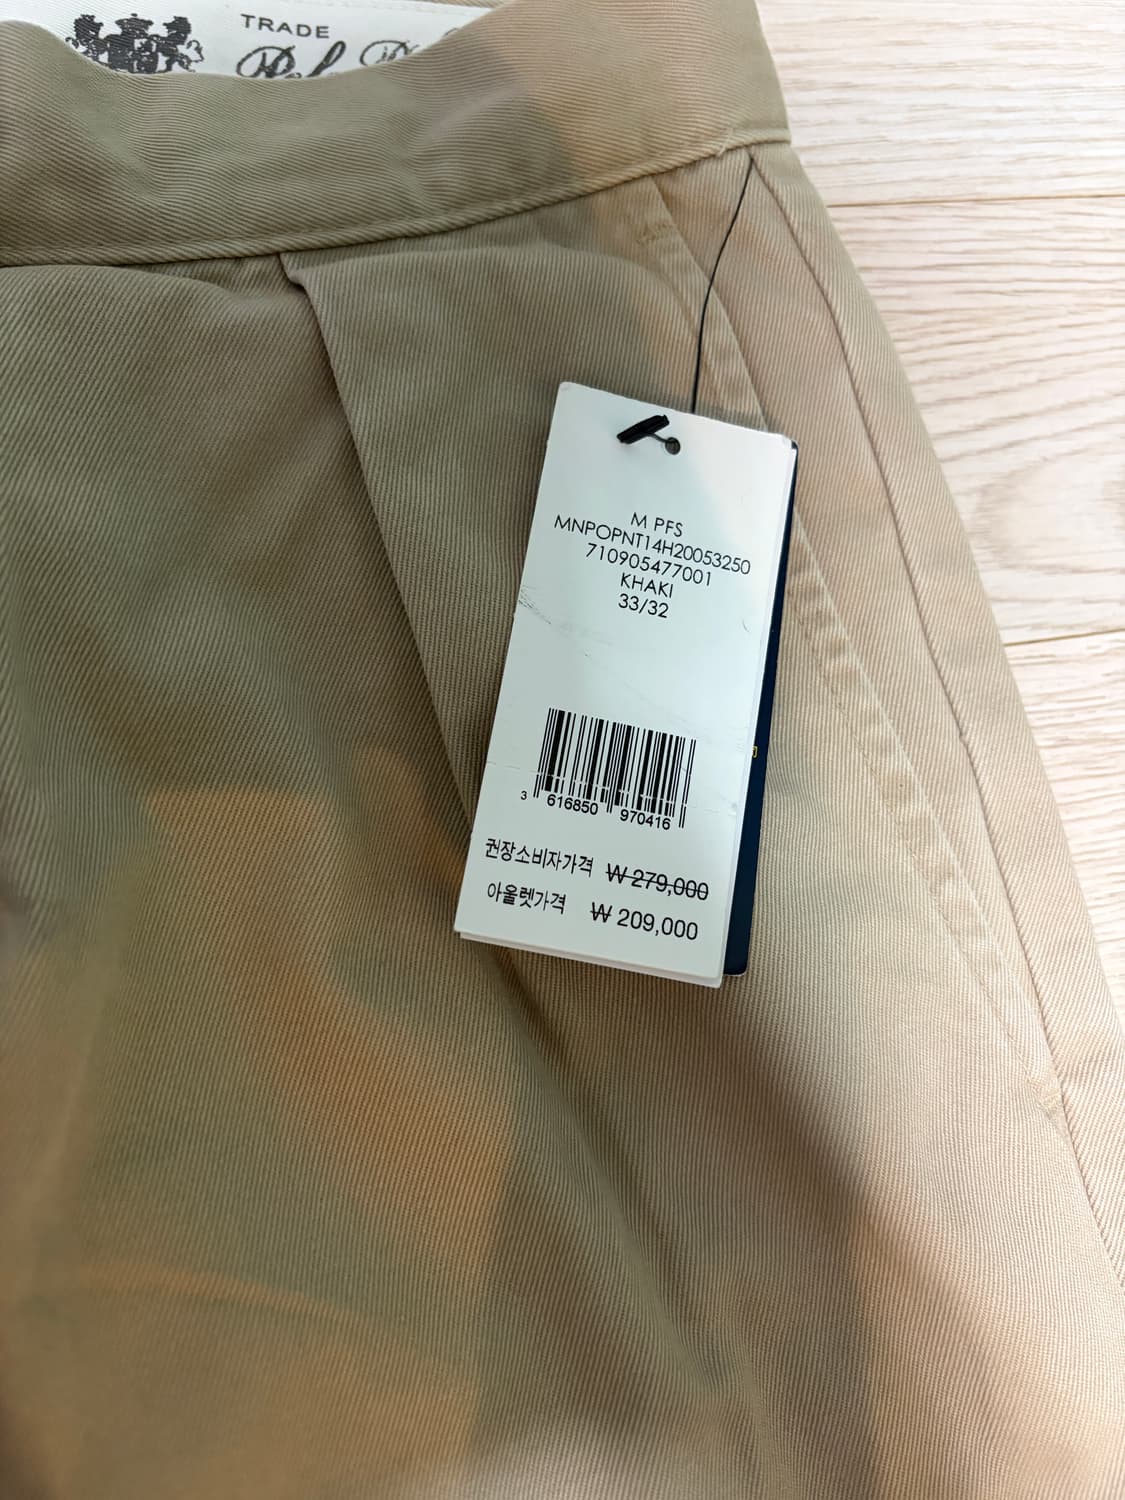 TRADE
M PFS
MNPOPNT14H20053250
710905477001
KHAKI
33/32
3 616850 970416
권장소비자가격 ₩ 279,000
아울렛가격 ₩ 209,000